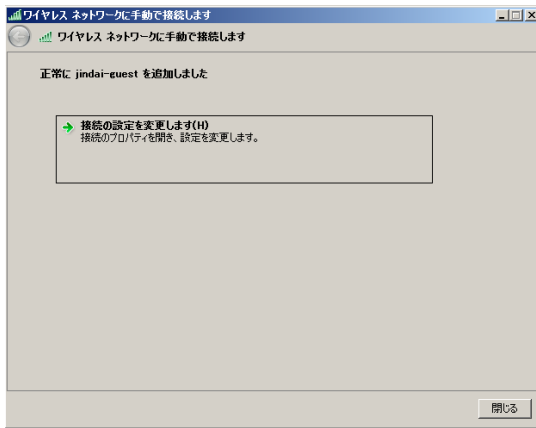 ワイヤレス ネットワークに手動で接続します
ワイヤレス ネットワークに手動で接続します
正常に jindai-guest を追加しました
接続の設定を変更します(H)
接続のプロパティを開き、設定を変更します。
閉じる